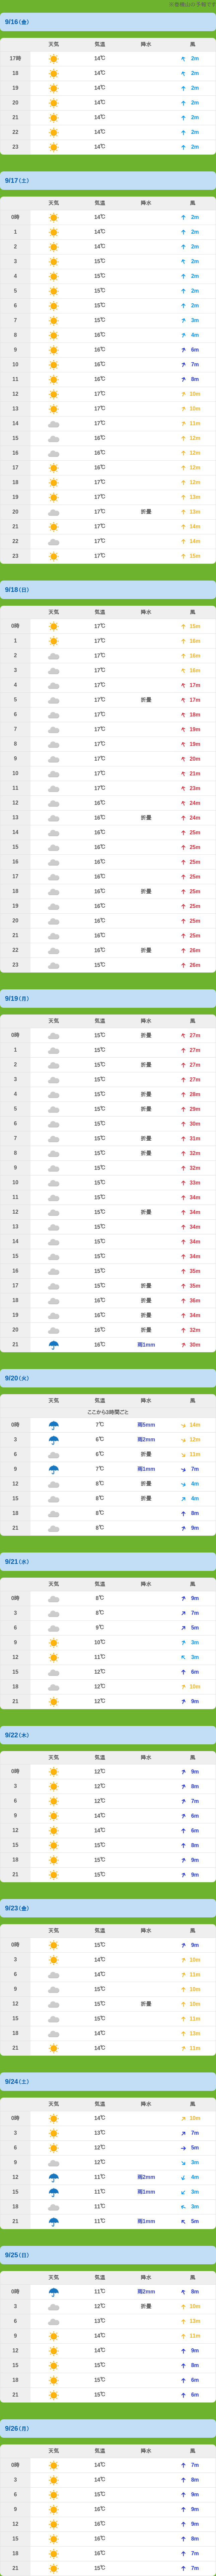 9/16(金)
天気 気温 降水 風
17時 14℃ 2m
18 14℃ 2m
19 14℃ 2m
20 14℃ 2m
21 14℃ 2m
22 14℃ 2m
23 14℃ 2m
9/17(土)
天気 気温 降水 風
0時 14℃ 2m
1 14℃ 2m
2 14℃ 2m
3 15℃ 2m
4 15℃ 2m
5 15℃ 2m
6 15℃ 2m
7 15℃ 3m
8 16℃ 4m
9 16℃ 6m
10 16℃ 7m
11 16℃ 8m
12 17℃ 10m
13 17℃ 10m
14 17℃ 11m
15 16℃ 12m
16 16℃ 12m
17 16℃ 12m
18 17℃ 12m
19 17℃ 13m
20 17℃ 折畳 13m
21 17℃ 14m
22 17℃ 14m
23 17℃ 15m
9/18(日)
天気 気温 降水 風
0時 17℃ 15m
1 17℃ 16m
2 17℃ 16m
3 17℃ 16m
4 17℃ 17m
5 17℃ 折畳 17m
6 17℃ 18m
7 17℃ 19m
8 17℃ 19m
9 17℃ 20m
10 17℃ 21m
11 17℃ 23m
12 16℃ 24m
13 16℃ 折畳 24m
14 16℃ 25m
15 16℃ 25m
16 16℃ 25m
17 16℃ 25m
18 16℃ 折畳 25m
19 16℃ 25m
20 16℃ 25m
21 16℃ 25m
22 16℃ 折畳 26m
23 15℃ 26m
9/19(月)
天気 気温 降水 風
0時 15℃ 折畳 27m
1 15℃ 27m
2 15℃ 折畳 27m
3 15℃ 27m
4 15℃ 折畳 28m
5 15℃ 折畳 29m
6 15℃ 30m
7 15℃ 折畳 31m
8 15℃ 折畳 32m
9 15℃ 32m
10 15℃ 33m
11 15℃ 34m
12 15℃ 折畳 34m
13 15℃ 34m
14 15℃ 34m
15 15℃ 34m
16 15℃ 35m
17 15℃ 折畳 35m
18 16℃ 折畳 36m
19 16℃ 折畳 34m
20 16℃ 折畳 32m
21 16℃ 雨1mm 30m
9/20(火)
天気 気温 降水 風
ここから3時間ごと
0時 7℃ 雨5mm 14m
3 6℃ 雨2mm 12m
6 6℃ 折畳 11m
9 7℃ 雨1mm 7m
12 8℃ 折畳 4m
15 8℃ 折畳 4m
18 8℃ 8m
21 8℃ 9m
9/21(水)
天気 気温 降水 風
0時 8℃ 9m
3 8℃ 7m
6 9℃ 5m
9 10℃ 3m
12 11℃ 3m
15 12℃ 6m
18 12℃ 10m
21 12℃ 9m
9/22(木)
天気 気温 降水 風
0時 12℃ 9m
3 12℃ 8m
6 12℃ 7m
9 14℃ 6m
12 14℃ 6m
15 15℃ 8m
18 15℃ 9m
21 15℃ 9m
9/23(金)
天気 気温 降水 風
0時 15℃ 9m
3 15℃ 10m
6 14℃ 11m
9 15℃ 10m
12 15℃ 折畳 10m
15 15℃ 11m
18 14℃ 13m
21 14℃ 11m
9/24(土)
天気 気温 降水 風
0時 14℃ 10m
3 13℃ 7m
6 12℃ 5m
9 12℃ 3m
12 11℃ 雨2mm 4m
15 11℃ 雨1mm 3m
18 11℃ 3m
21 11℃ 雨1mm 5m
9/25(日)
天気 気温 降水 風
0時 11℃ 雨2mm 8m
3 12℃ 折畳 10m
6 13℃ 13m
9 14℃ 11m
12 14℃ 9m
15 15℃ 8m
18 15℃ 6m
21 15℃ 6m
9/26(月)
天気 気温 降水 風
0時 14℃ 7m
3 14℃ 8m
6 15℃ 9m
9 16℃ 9m
12 16℃ 9m
15 16℃ 8m
18 16℃ 7m
21 15℃ 7m